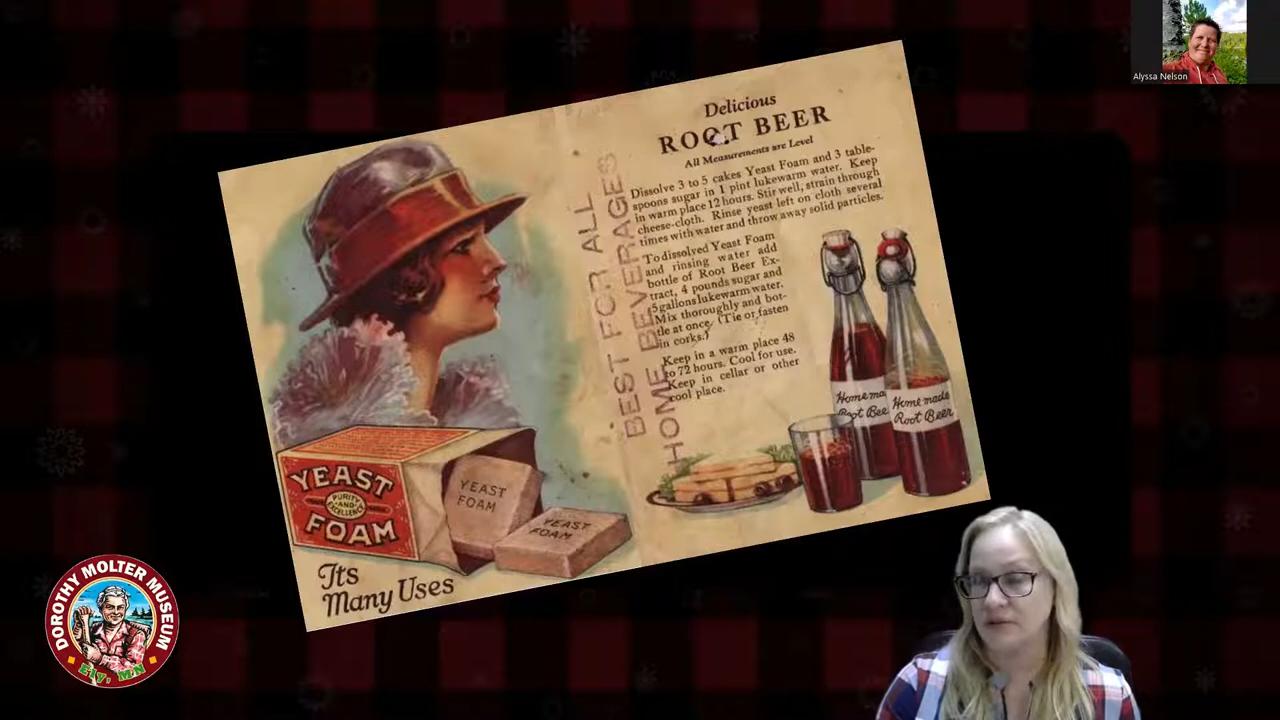 Alyssa Nelson
Delicious
ROOT BEER
All Measurements are Level
Dissolve 3 to 5 cakes Yeast Foam and 3 table-
spoons sugar in 1 pint lukewarm water. Keep
in warm place 12 hours. Stir well, strain through
cheese-cloth. Rinse yeast left on cloth several
times with water and throw away solid particles.
To dissolved Yeast Foam
and rinsing water add
bottle of Root Beer Ex-
tract, 4 pounds sugar and
5 gallons lukewarm water.
Mix thoroughly and bot-
tle at once. (Tie or fasten
in corks.)
Keep in a warm place 48
to 72 hours. Cool for use.
Keep in cellar or other
cool place.
BEST FOR ALL
HOME BEVERAGES
Home ma
Root Bee
Home made
Root Beer
YEAST
PURITY
-AND-
EXCELLENCE
FOAM
YEAST
FOAM
YEAST
FOAM
Its
Many Uses
DOROTHY MOLTER MUSEUM
Ely, MN